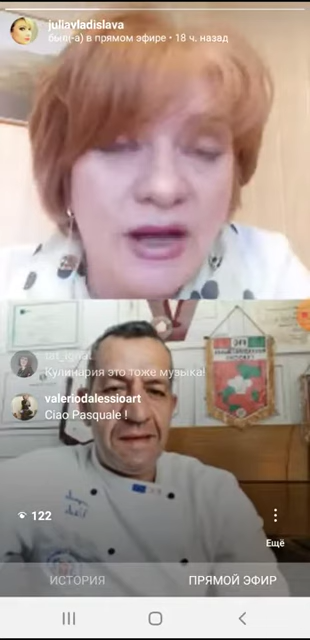 juliavladislava
был(-а) в прямом эфире • 18 ч. назад
Кулинария это тоже музыка!
valeriodalessioart
Ciao Pasquale !
122
Ещё
ИСТОРИЯ
ПРЯМОЙ ЭФИР